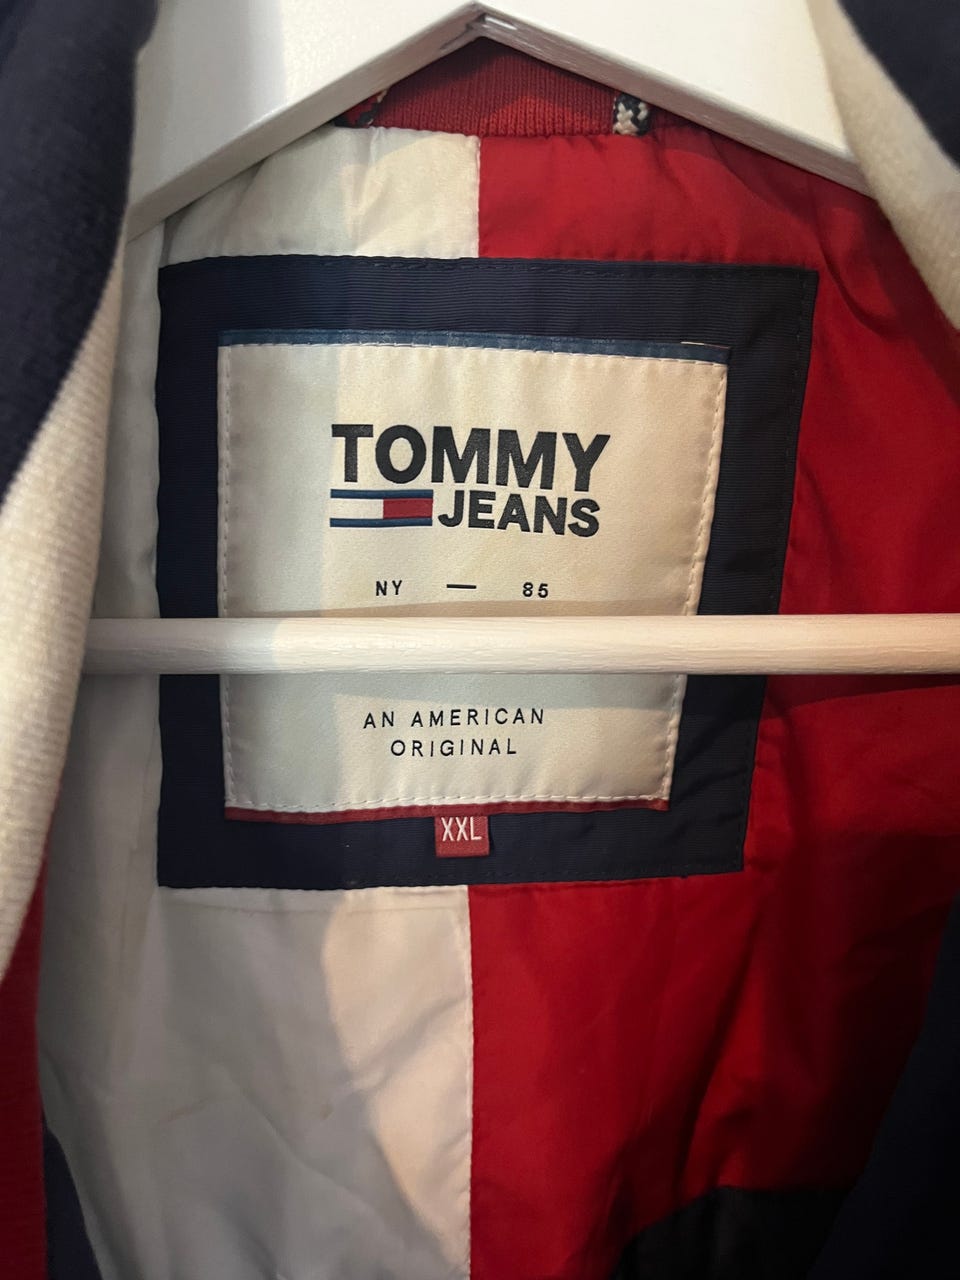 TOMMY
JEANS
NY — 85
AN AMERICAN
ORIGINAL
XXL